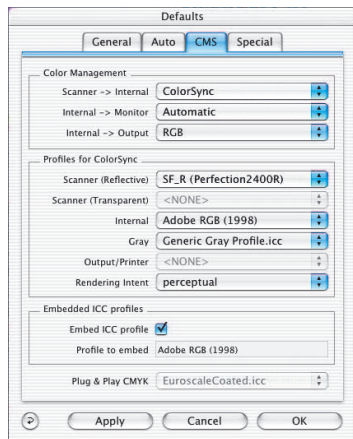 Defaults
General Auto CMS Special
Color Management
Scanner -> Internal ColorSync
Internal -> Monitor Automatic
Internal -> Output RGB
Profiles for ColorSync
Scanner (Reflective) SF_R (Perfection2400R)
Scanner (Transparent) <NONE>
Internal Adobe RGB (1998)
Gray Generic Gray Profile.icc
Output/Printer <NONE>
Rendering Intent perceptual
Embedded ICC profiles
Embed ICC profile
Profile to embed Adobe RGB (1998)
Plug & Play CMYK EuroscaleCoated.icc
? Apply Cancel OK